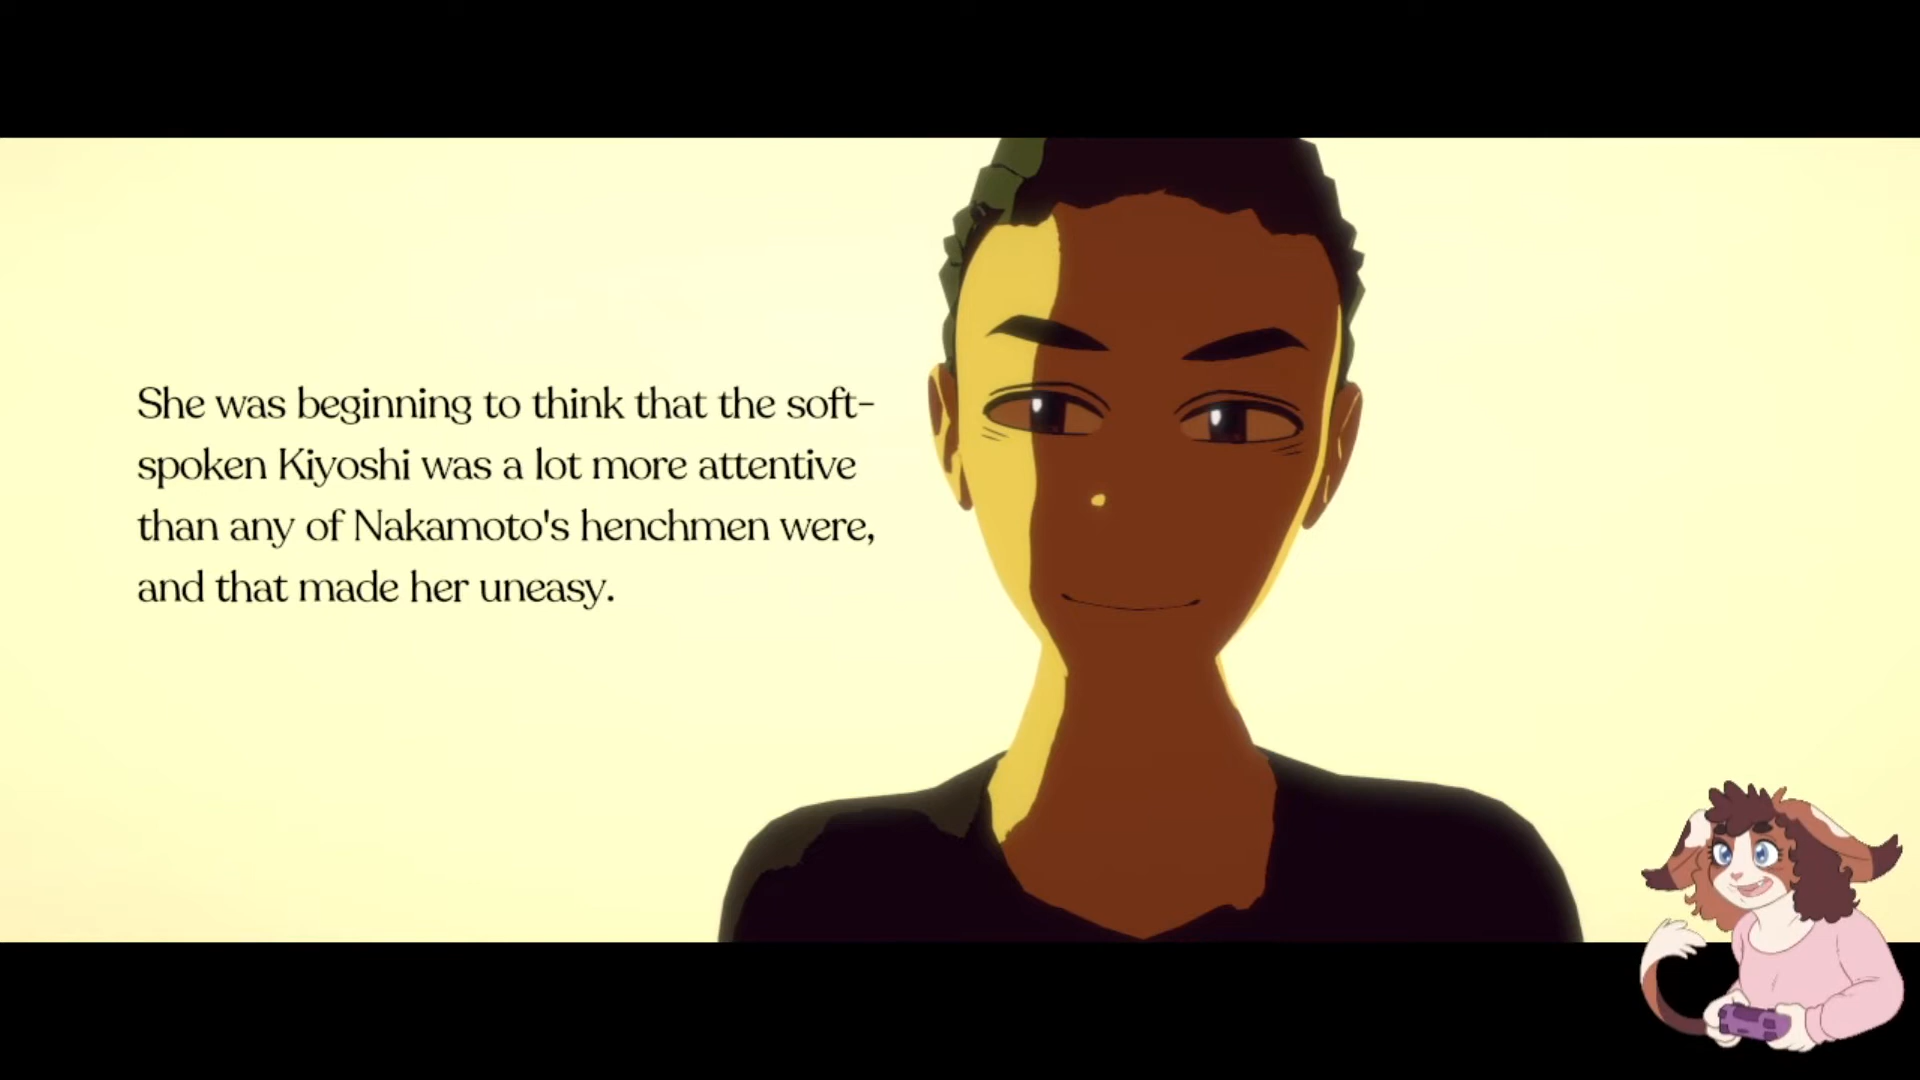 She was beginning to think that the soft-
spoken Kiyoshi was a lot more attentive
than any of Nakamoto's henchmen were,
and that made her uneasy.